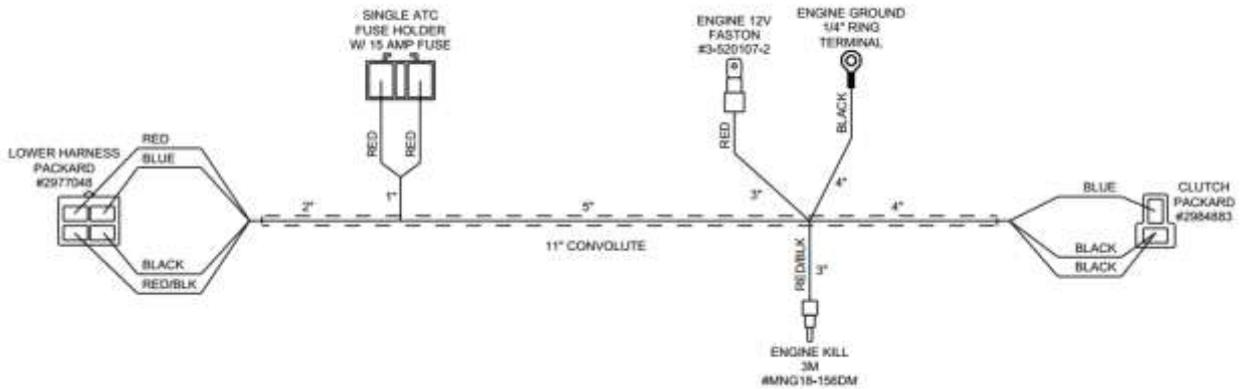 SINGLE ATC
FUSE HOLDER
W/ 15 AMP FUSE
ENGINE 12V
FASTON
#3-520107-2
ENGINE GROUND
1/4" RING
TERMINAL
RED
RED
RED
BLACK
LOWER HARNESS
PACKARD
#2977048
RED
BLUE
BLACK
RED/BLK
2"
1"
5"
3"
4"
4"
11" CONVOLUTE
RED/BLK
3"
BLUE
BLACK
BLACK
CLUTCH
PACKARD
#2984883
ENGINE KILL
3M
#MNG18-156DM